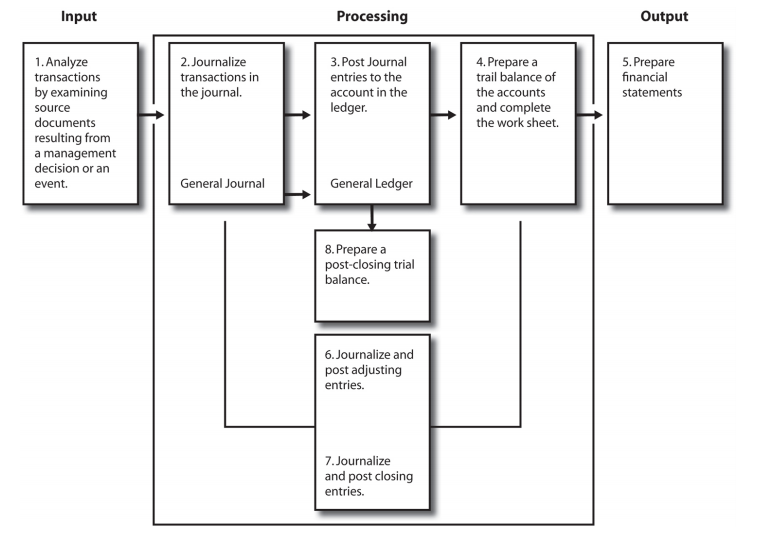 Input
Processing
Output
1. Analyze
transactions
by examining
source
documents
resulting from
a management
decision or an
event.
2. Journalize
transactions in
the journal.
General Journal
3. Post Journal
entries to the
account in the
ledger.
General Ledger
4. Prepare a
trail balance of
the accounts
and complete
the work sheet.
5. Prepare
financial
statements
8. Prepare a
post-closing trial
balance.
6. Journalize and
post adjusting
entries.
7. Journalize
and post closing
entries.